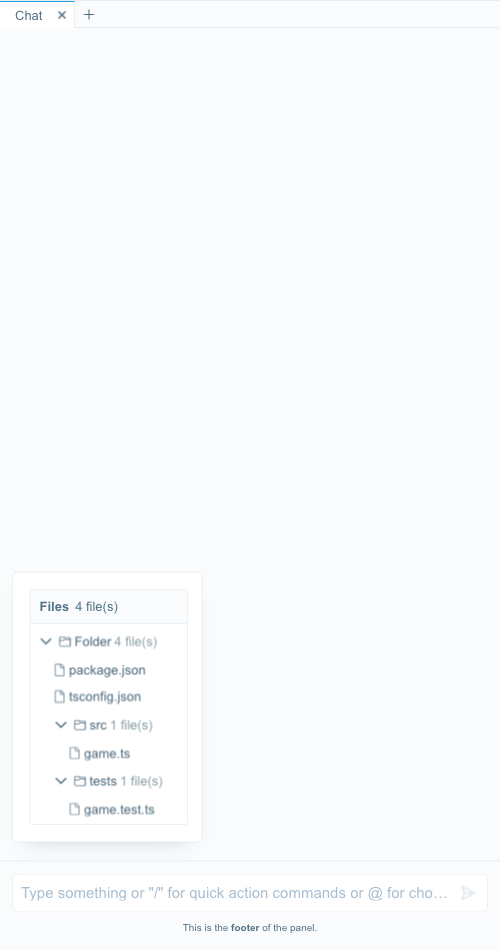 Chat
Files 4 file(s)
Folder 4 file(s)
package.json
tsconfig.json
src 1 file(s)
game.ts
tests 1 file(s)
game.test.ts
Type something or "/" for quick action commands or @ for cho…
This is the footer of the panel.